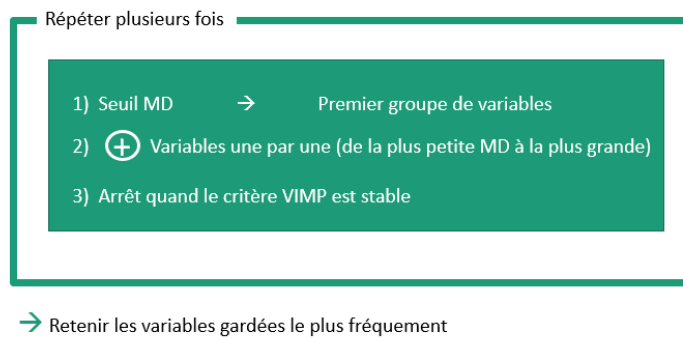 Répéter plusieurs fois
1) Seuil MD → Premier groupe de variables
2) ⊕ Variables une par une (de la plus petite MD à la plus grande)
3) Arrêt quand le critère VIMP est stable
→ Retenir les variables gardées le plus fréquement